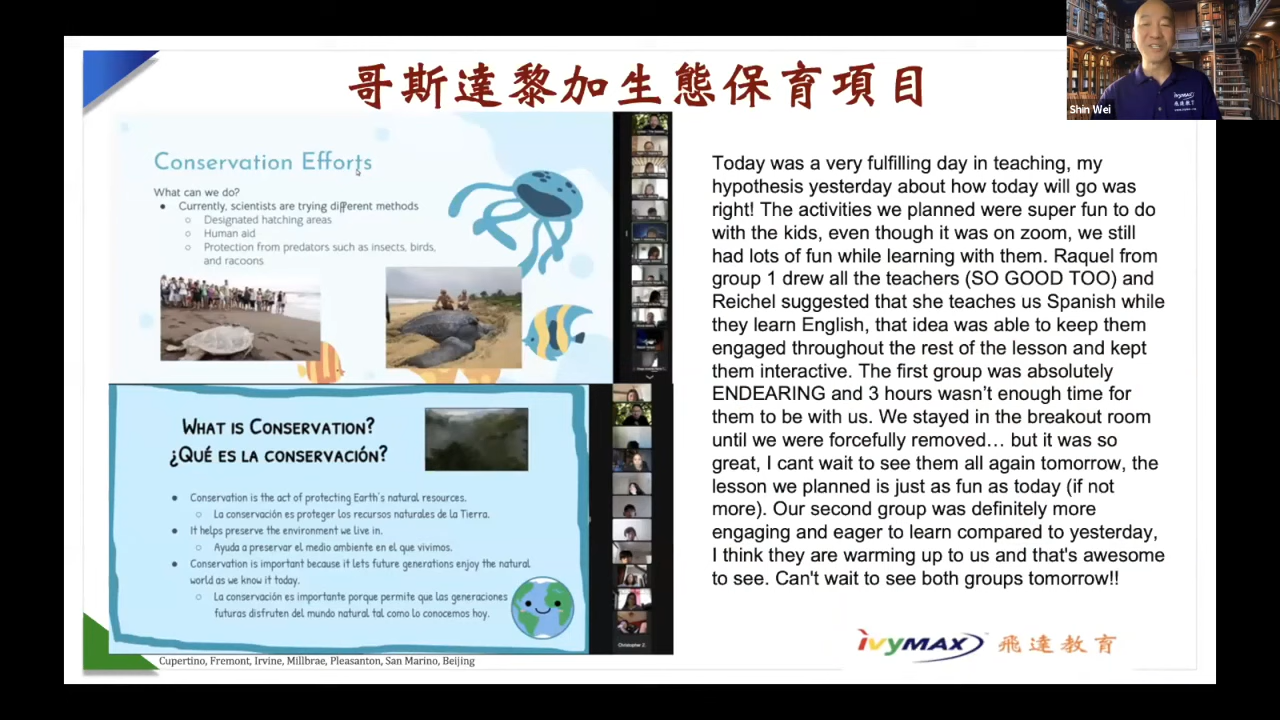 哥斯達黎加生態保育項目
Shin Wei
Conservation Efforts
What can we do?
Currently, scientists are trying different methods
Designated hatching areas
Human aid
Protection from predators such as insects, birds,
and racoons
WHAT IS CONSERVATION?
¿QUÉ ES LA CONSERVACIÓN?
Conservation is the act of protecting Earth's natural resources.
La conservación es proteger los recursos naturales de la Tierra.
It helps preserve the environment we live in.
Ayuda a preservar el medio ambiente en el que vivimos.
Conservation is important because it lets future generations enjoy the natural
world as we know it today.
La conservación es importante porque permite que las generaciones
futuras disfruten del mundo natural tal como lo conocemos hoy.
Christopher Z.
Today was a very fulfilling day in teaching, my
hypothesis yesterday about how today will go was
right! The activities we planned were super fun to do
with the kids, even though it was on zoom, we still
had lots of fun while learning with them. Raquel from
group 1 drew all the teachers (SO GOOD TOO) and
Reichel suggested that she teaches us Spanish while
they learn English, that idea was able to keep them
engaged throughout the rest of the lesson and kept
them interactive. The first group was absolutely
ENDEARING and 3 hours wasn't enough time for
them to be with us. We stayed in the breakout room
until we were forcefully removed… but it was so
great, I cant wait to see them all again tomorrow, the
lesson we planned is just as fun as today (if not
more). Our second group was definitely more
engaging and eager to learn compared to yesterday,
I think they are warming up to us and that's awesome
to see. Can't wait to see both groups tomorrow!!
ivyMAX 飛達教育
Cupertino, Fremont, Irvine, Millbrae, Pleasanton, San Marino, Beijing